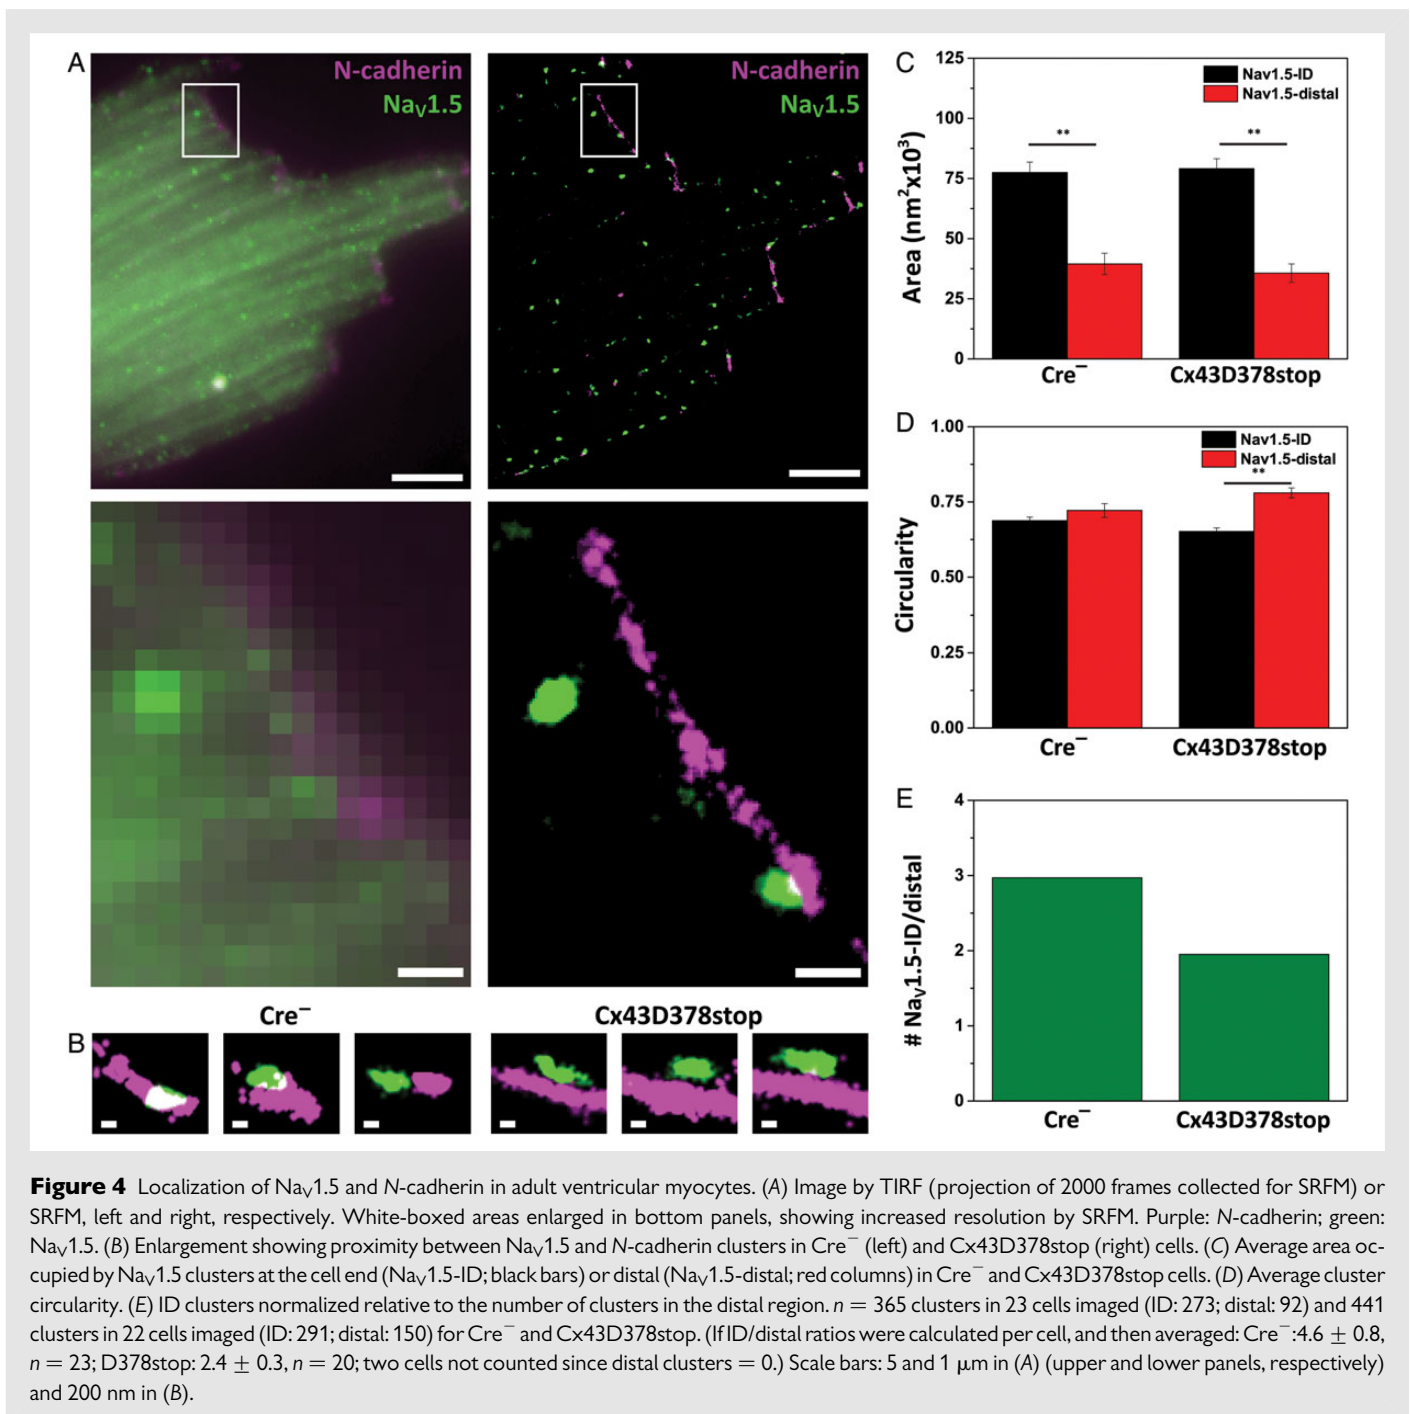 A
N-cadherin
NaV1.5
N-cadherin
NaV1.5
Cre−
Cx43D378stop
B
C
125
100
75
50
25
0
Area (nm²x10³)
Nav1.5-ID
Nav1.5-distal
**
**
Cre−
Cx43D378stop
D
1.00
0.75
0.50
0.25
0.00
Circularity
Nav1.5-ID
Nav1.5-distal
**
Cre−
Cx43D378stop
E
4
3
2
1
0
# NaV1.5-ID/distal
Cre−
Cx43D378stop
Figure 4 Localization of NaV1.5 and N-cadherin in adult ventricular myocytes. (A) Image by TIRF (projection of 2000 frames collected for SRFM) or
SRFM, left and right, respectively. White-boxed areas enlarged in bottom panels, showing increased resolution by SRFM. Purple: N-cadherin; green:
NaV1.5. (B) Enlargement showing proximity between NaV1.5 and N-cadherin clusters in Cre− (left) and Cx43D378stop (right) cells. (C) Average area oc-
cupied by NaV1.5 clusters at the cell end (NaV1.5-ID; black bars) or distal (NaV1.5-distal; red columns) in Cre− and Cx43D378stop cells. (D) Average cluster
circularity. (E) ID clusters normalized relative to the number of clusters in the distal region. n = 365 clusters in 23 cells imaged (ID: 273; distal: 92) and 441
clusters in 22 cells imaged (ID: 291; distal: 150) for Cre− and Cx43D378stop. (If ID/distal ratios were calculated per cell, and then averaged: Cre−:4.6 ± 0.8,
n = 23; D378stop: 2.4 ± 0.3, n = 20; two cells not counted since distal clusters = 0.) Scale bars: 5 and 1 μm in (A) (upper and lower panels, respectively)
and 200 nm in (B).